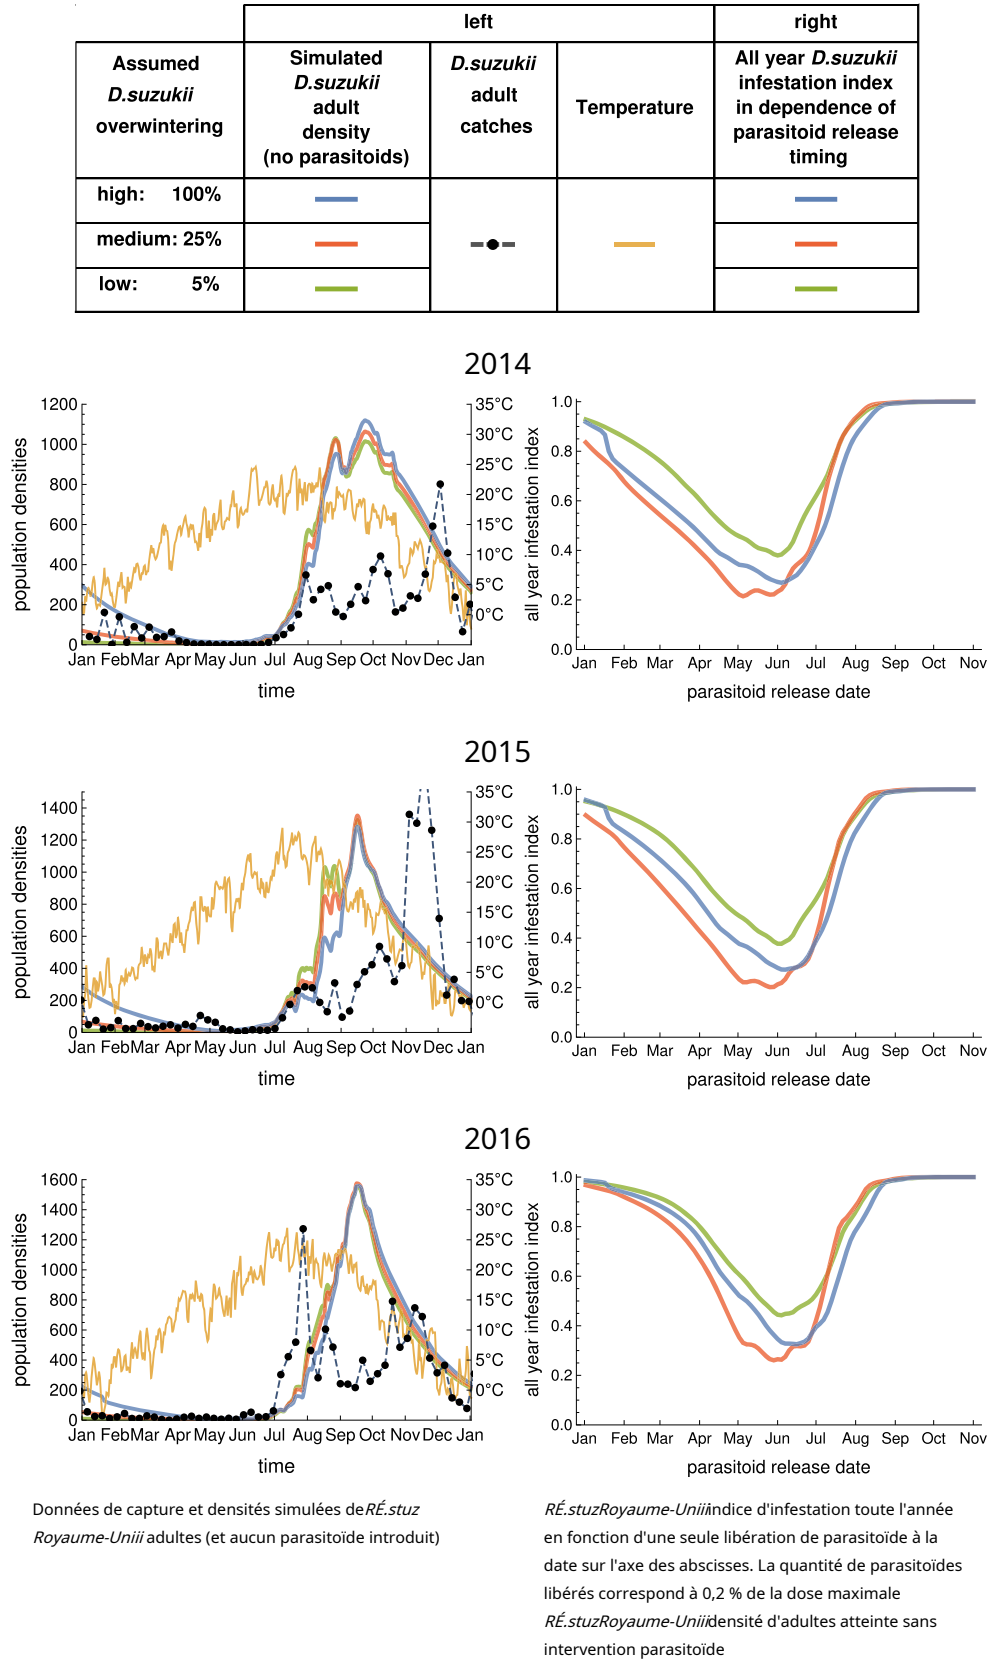 left
right
Assumed
D.suzukii
overwintering
Simulated
D.suzukii
adult
density
(no parasitoids)
D.suzukii
adult
catches
Temperature
All year D.suzukii
infestation index
in dependence of
parasitoid release
timing
high: 100%
medium: 25%
low: 5%
2014
1200
1000
800
600
400
200
0
population densities
35°C
30°C
25°C
20°C
15°C
10°C
5°C
0°C
Jan Feb Mar Apr May Jun Jul Aug Sep Oct Nov Dec Jan
time
1.0
0.8
0.6
0.4
0.2
0.0
all year infestation index
Jan Feb Mar Apr May Jun Jul Aug Sep Oct Nov
parasitoid release date
2015
1400
1200
1000
800
600
400
200
0
population densities
35°C
30°C
25°C
20°C
15°C
10°C
5°C
0°C
Jan Feb Mar Apr May Jun Jul Aug Sep Oct Nov Dec Jan
time
1.0
0.8
0.6
0.4
0.2
0.0
all year infestation index
Jan Feb Mar Apr May Jun Jul Aug Sep Oct Nov
parasitoid release date
2016
1600
1400
1200
1000
800
600
400
200
0
population densities
35°C
30°C
25°C
20°C
15°C
10°C
5°C
0°C
Jan Feb Mar Apr May Jun Jul Aug Sep Oct Nov Dec Jan
time
1.0
0.8
0.6
0.4
0.2
0.0
all year infestation index
Jan Feb Mar Apr May Jun Jul Aug Sep Oct Nov
parasitoid release date
Données de capture et densités simulées deRÉ.stuz
Royaume-Uniii adultes (et aucun parasitoïde introduit)
RÉ.stuzRoyaume-Uniiiindice d'infestation toute l'année
en fonction d'une seule libération de parasitoïde à la
date sur l'axe des abscisses. La quantité de parasitoïdes
libérés correspond à 0,2 % de la dose maximale
RÉ.stuzRoyaume-Uniiidensité d'adultes atteinte sans
intervention parasitoïde